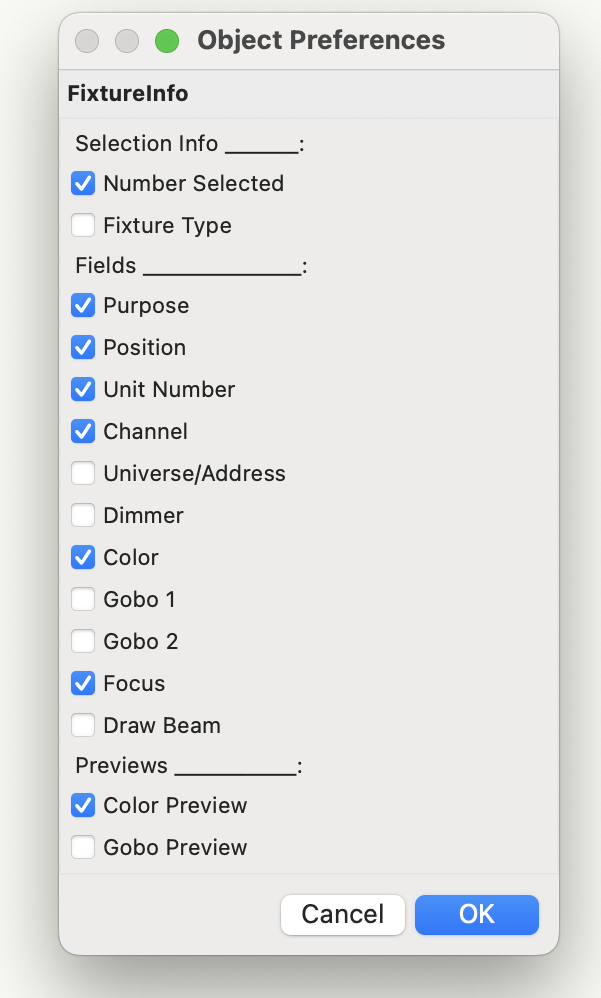 Object Preferences
FixtureInfo
Selection Info ______:
Number Selected
Fixture Type
Fields _____________:
Purpose
Position
Unit Number
Channel
Universe/Address
Dimmer
Color
Gobo 1
Gobo 2
Focus
Draw Beam
Previews __________:
Color Preview
Gobo Preview
Cancel OK